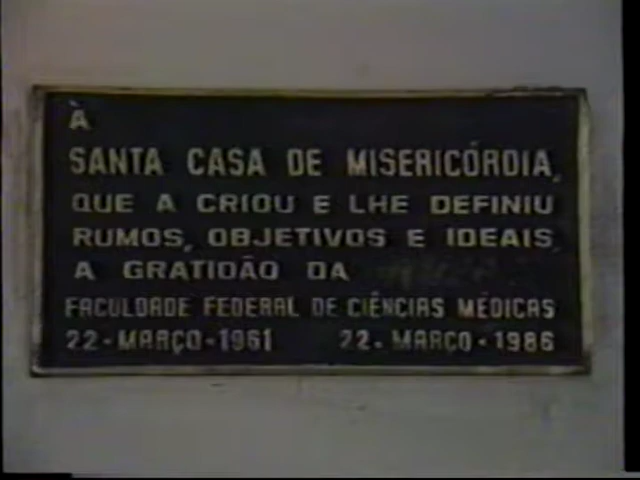 À
SANTA CASA DE MISERICÓRDIA,
QUE A CRIOU E LHE DEFINIU
RUMOS, OBJETIVOS E IDEAIS,
A GRATIDÃO DA
FACULDADE FEDERAL DE CIÊNCIAS MÉDICAS
22-MARÇO-1961 22-MARÇO-1986